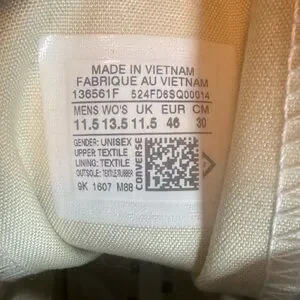 MADE IN VIETNAM
FABRIQUE AU VIETNAM
136561F 524FD6SQ00014
MENS WO'S UK EUR CM
11.5 13.5 11.5 46 30
GENDER: UNISEX
UPPER: TEXTILE
LINING: TEXTILE
OUTSOLE: TEXTILE/RUBBER
9K 1607 M88
CONVERSE